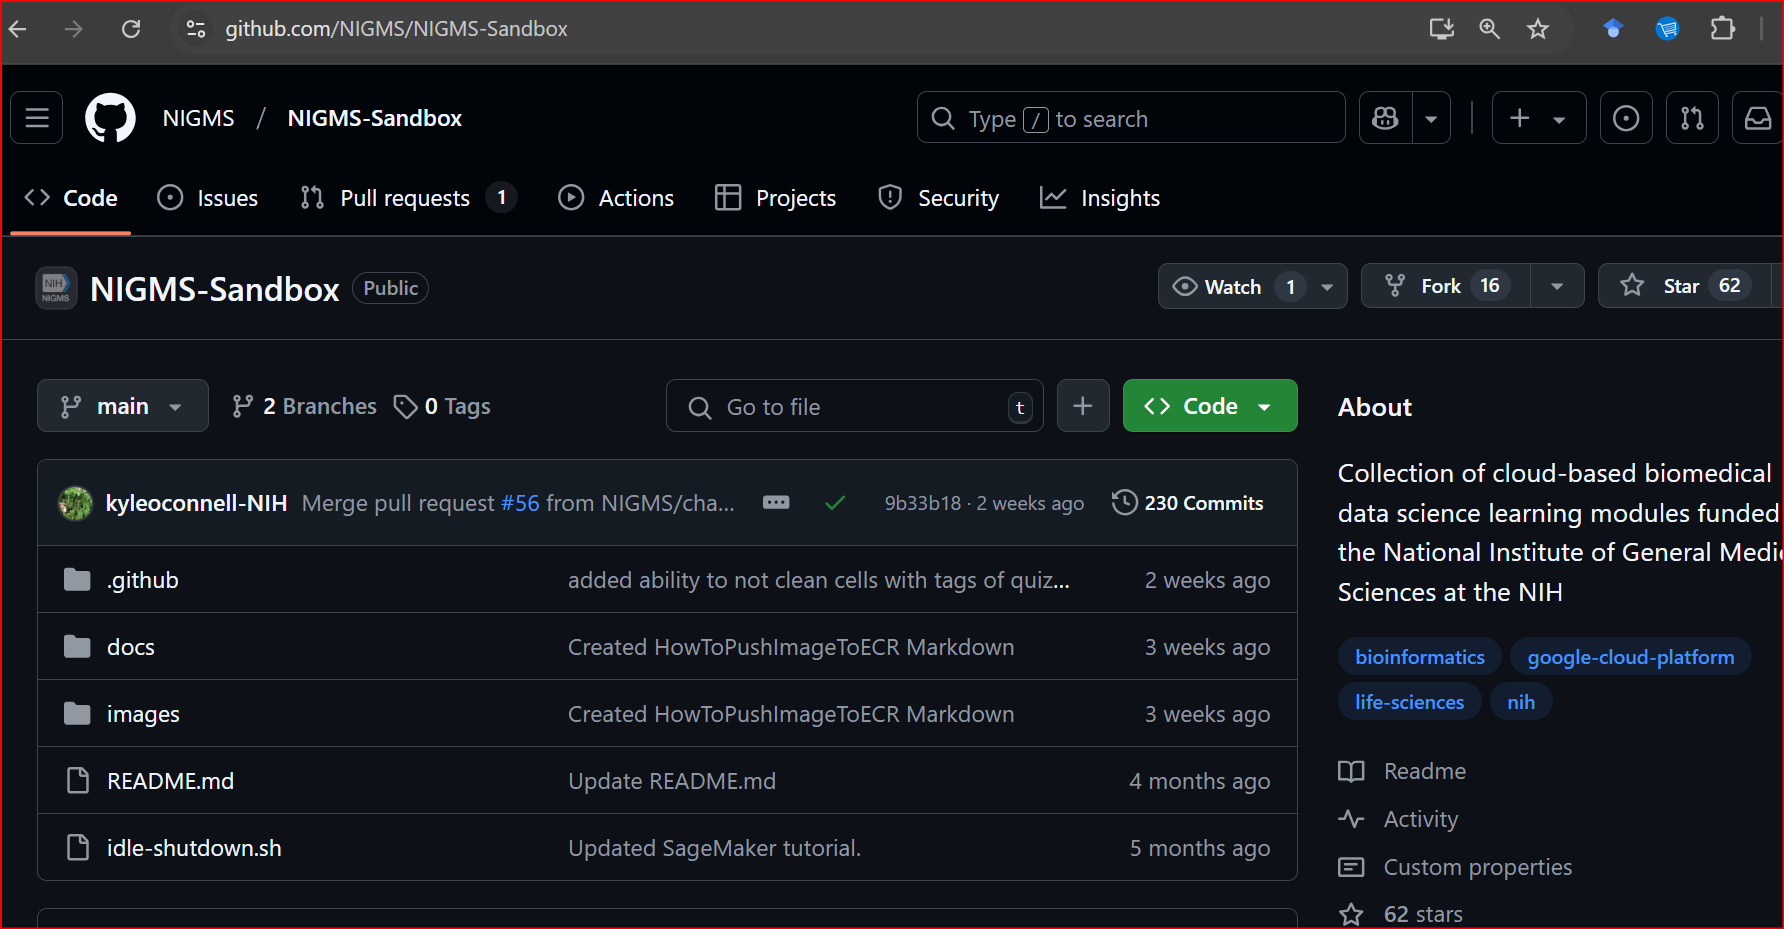 github.com/NIGMS/NIGMS-Sandbox
NIGMS / NIGMS-Sandbox
Type / to search
Code
Issues
Pull requests 1
Actions
Projects
Security
Insights
NIH
NIGMS
NIGMS-Sandbox Public
Watch 1
Fork 16
Star 62
main
2 Branches
0 Tags
Go to file t
Code
About
Collection of cloud-based biomedical
data science learning modules funded
the National Institute of General Medic
Sciences at the NIH
bioinformatics google-cloud-platform
life-sciences nih
Readme
Activity
Custom properties
62 stars
kyleoconnell-NIH Merge pull request #56 from NIGMS/cha... 9b33b18 · 2 weeks ago 230 Commits
.github added ability to not clean cells with tags of quiz... 2 weeks ago
docs Created HowToPushImageToECR Markdown 3 weeks ago
images Created HowToPushImageToECR Markdown 3 weeks ago
README.md Update README.md 4 months ago
idle-shutdown.sh Updated SageMaker tutorial. 5 months ago